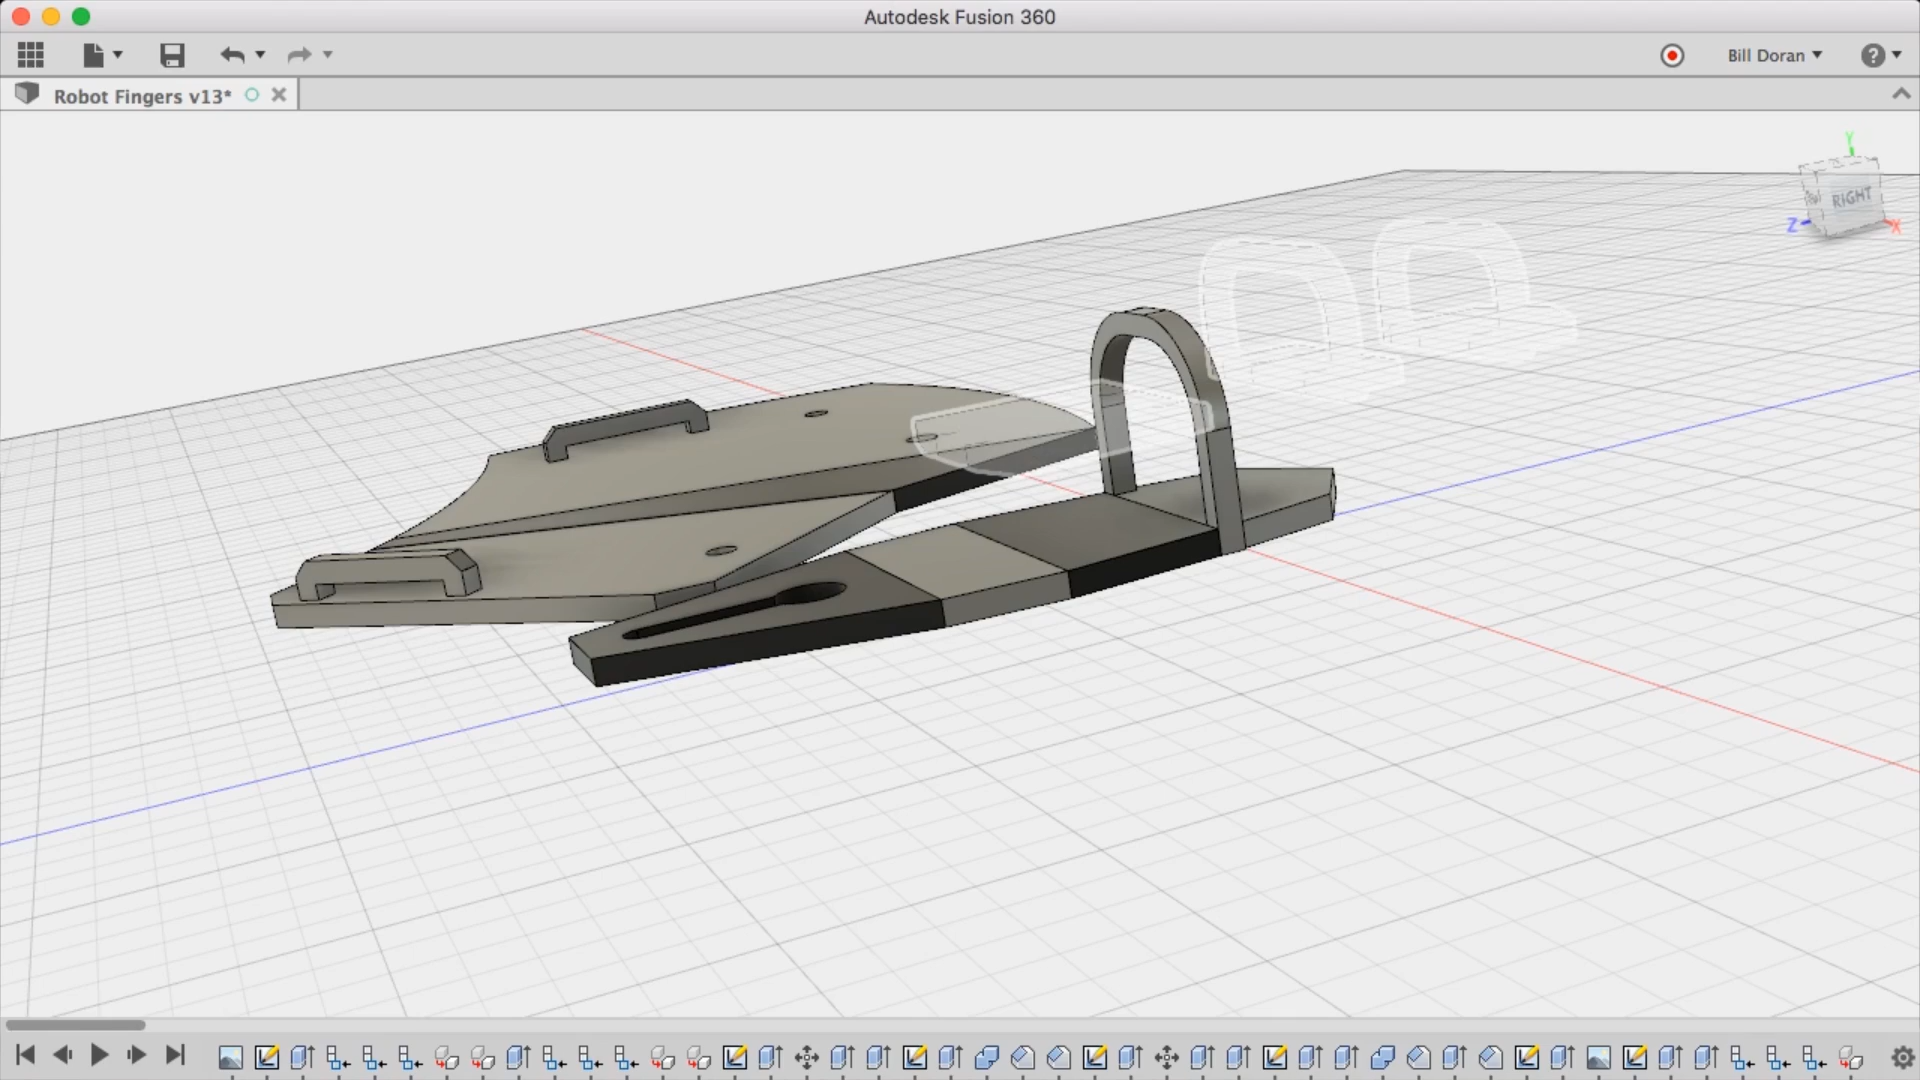 Autodesk Fusion 360
Bill Doran
?
Robot Fingers v13*
Y
RIGHT
Z
X